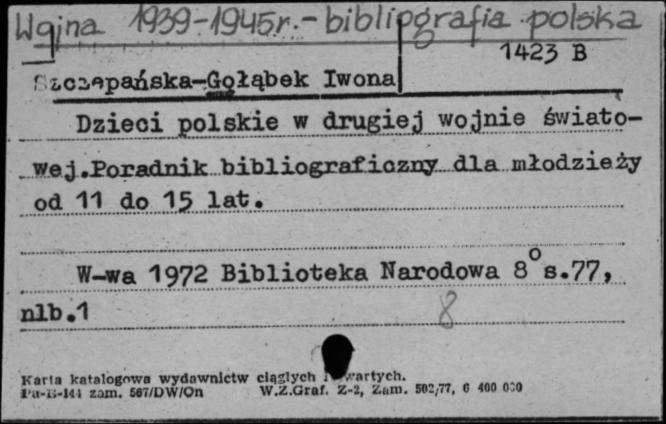 Wojna 1939-1945r.- bibliografia polska
1423 B
Szczepańska-Gołąbek Iwona
Dzieci polskie w drugiej wojnie świato-
wej.Poradnik bibliograficzny dla młodzieży
od 11 do 15 lat.
W-wa 1972 Biblioteka Narodowa 8° s.77,
nlb.1
8
Karta katalogowa wydawnictw ciągłych i zwartych.
Pu-B-144 zam. 567/DW/On W.Z.Graf. Z-2, Zam. 502/77, 6 400 000